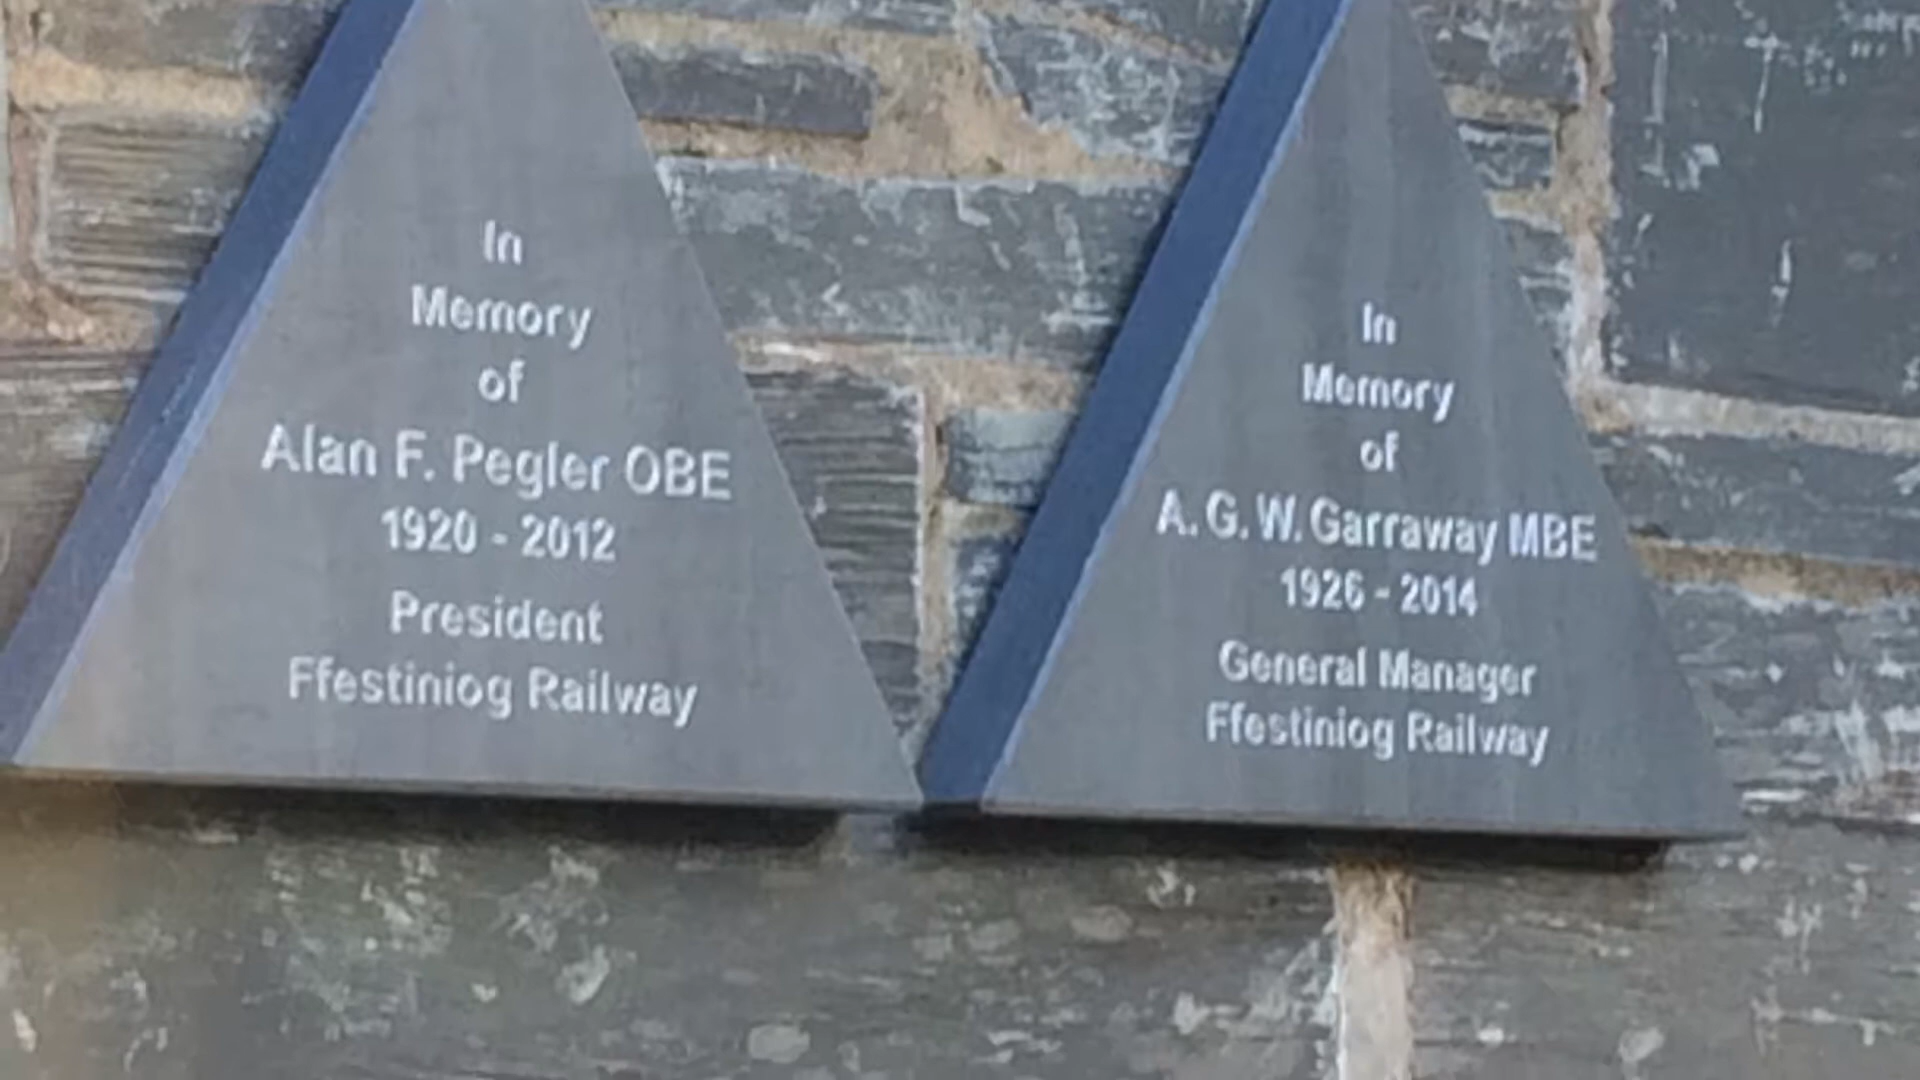 In
Memory
of
Alan F. Pegler OBE
1920 - 2012
President
Ffestiniog Railway
In
Memory
of
A. G. W. Garraway MBE
1926 - 2014
General Manager
Ffestiniog Railway